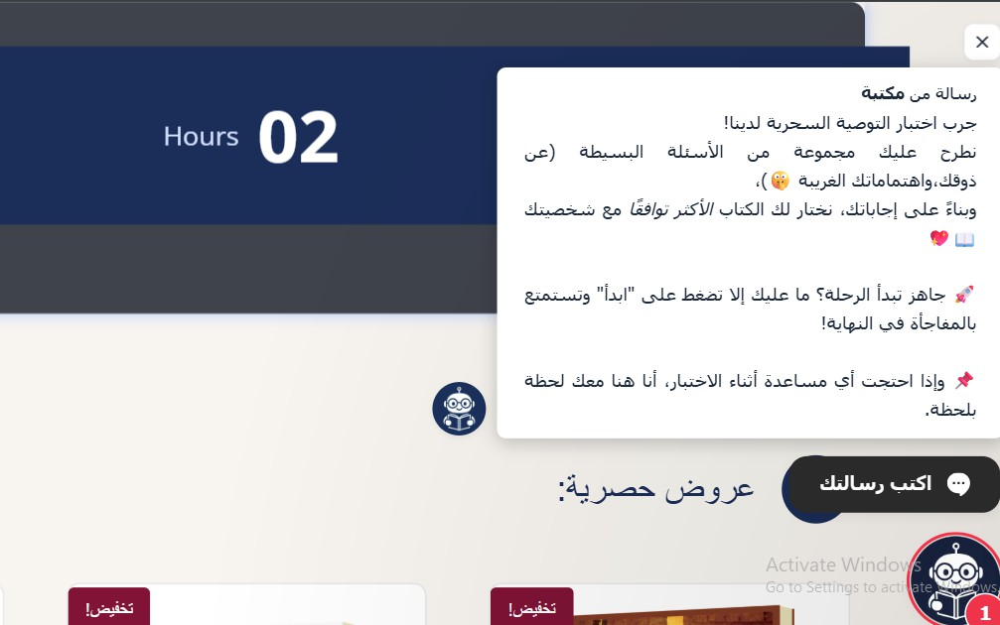 Hours 02
رسالة من مكتبة
جرب اختبار التوصية السحرية لدينا!
نطرح عليك مجموعة من الأسئلة البسيطة (عن
ذوقك،واهتماماتك الغريبة 🤫)،
وبناءً على إجاباتك، نختار لك الكتاب الأكثر توافقًا مع شخصيتك
📖 💖
🚀 جاهز تبدأ الرحلة؟ ما عليك إلا تضغط على "ابدأ" وتستمتع
بالمفاجأة في النهاية!
📌 وإذا احتجت أي مساعدة أثناء الاختبار، أنا هنا معك لحظة
بلحظة.
اكتب رسالتك
عروض حصرية:
Activate Windows
Go to Settings to activate Windows.
تخفيض!
تخفيض!
1